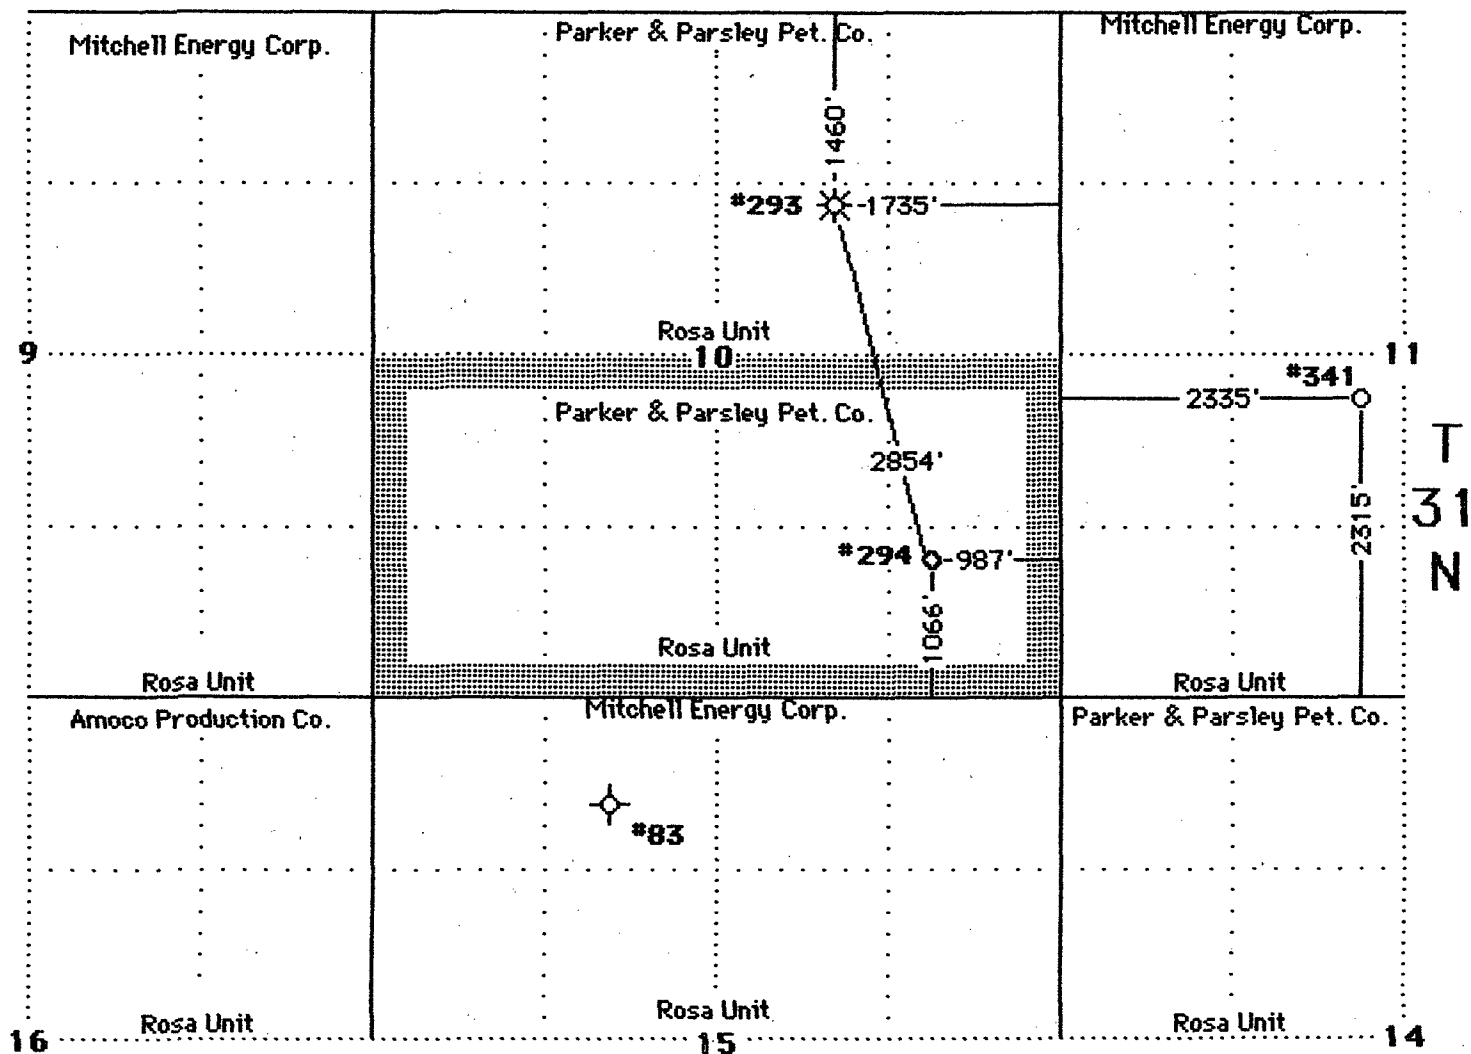 Mitchell Energy Corp.
Parker & Parsley Pet. Co.
Mitchell Energy Corp.
1460'
#293
1735'
Rosa Unit
9
10
11
#341
2335'
Parker & Parsley Pet. Co.
T
31
N
2854'
2315'
#294
987'
1066'
Rosa Unit
Rosa Unit
Rosa Unit
Amoco Production Co.
Mitchell Energy Corp.
Parker & Parsley Pet. Co.
#83
Rosa Unit
Rosa Unit
Rosa Unit
16
15
14